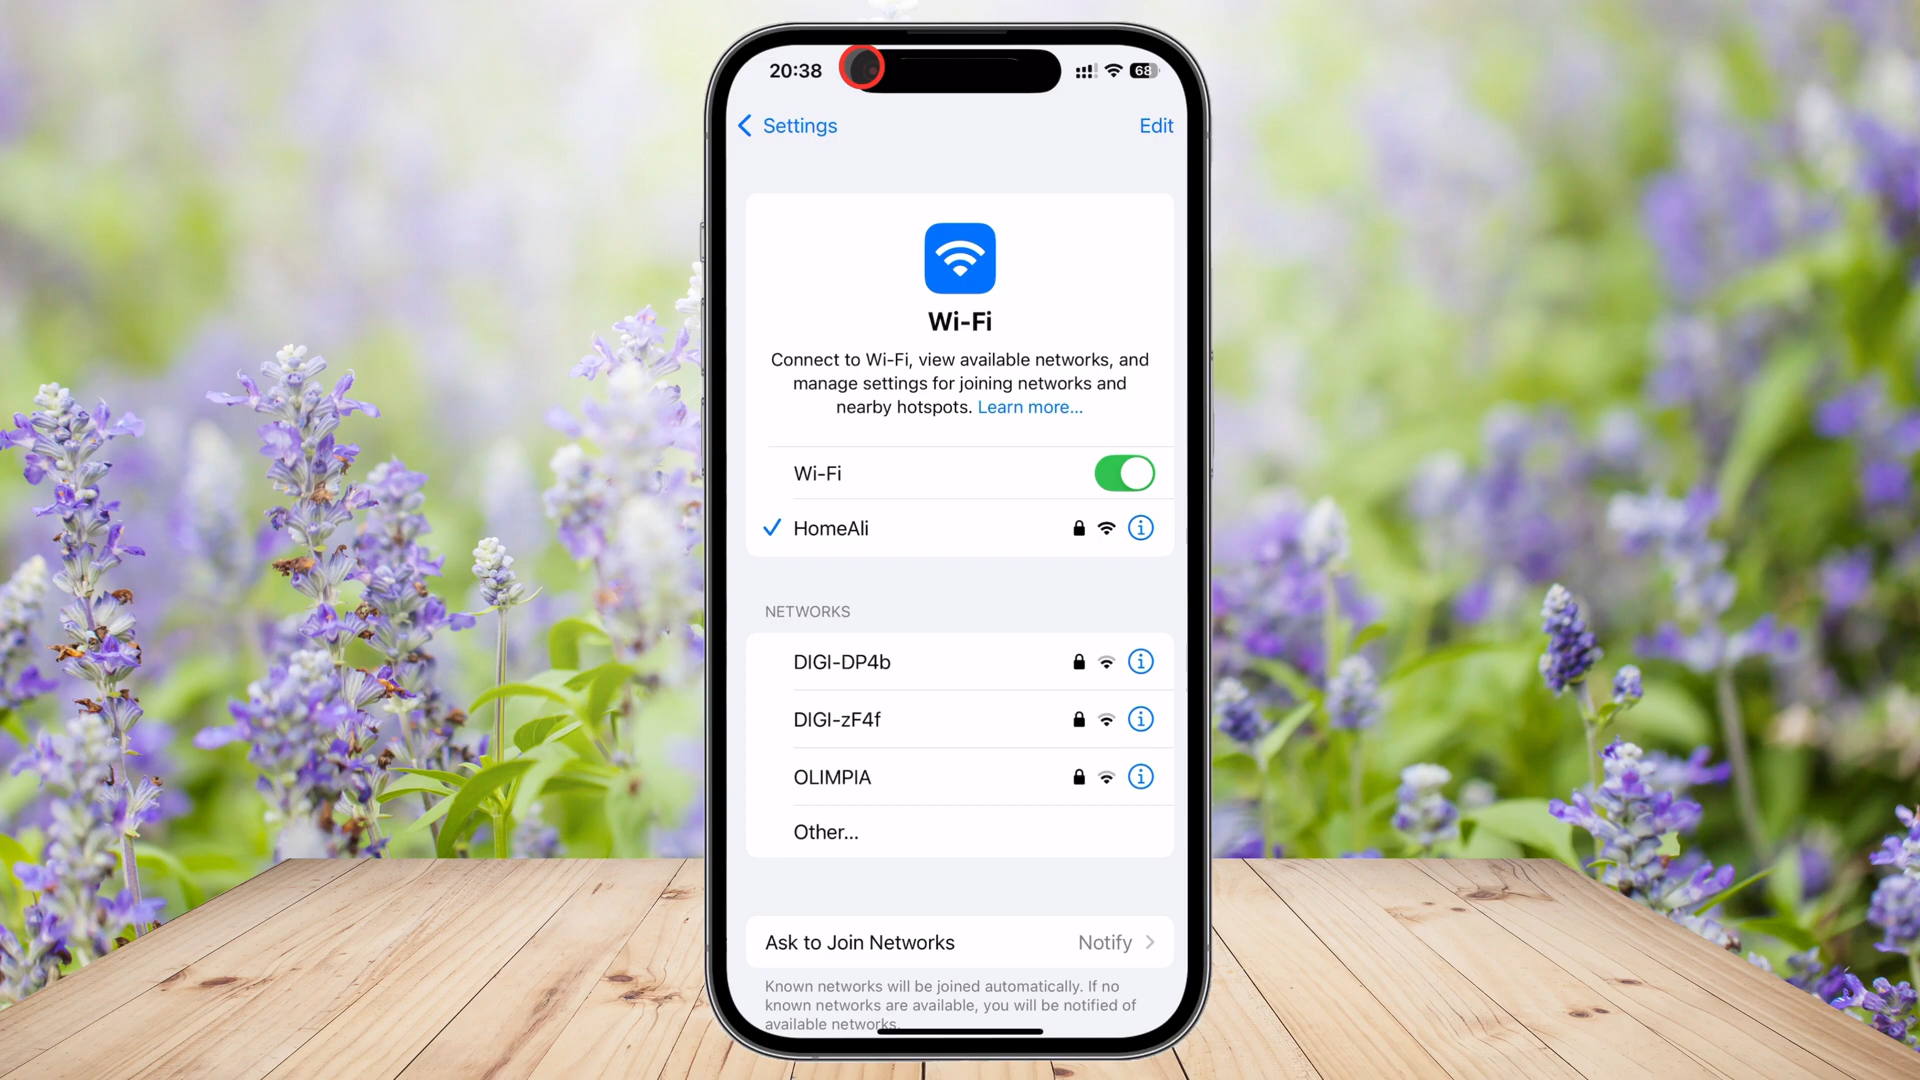 20:38
68
Settings
Edit
Wi-Fi
Connect to Wi-Fi, view available networks, and
manage settings for joining networks and
nearby hotspots. Learn more...
Wi-Fi
HomeAli
NETWORKS
DIGI-DP4b
DIGI-zF4f
OLIMPIA
Other...
Ask to Join Networks
Notify
Known networks will be joined automatically. If no
known networks are available, you will be notified of
available networks.